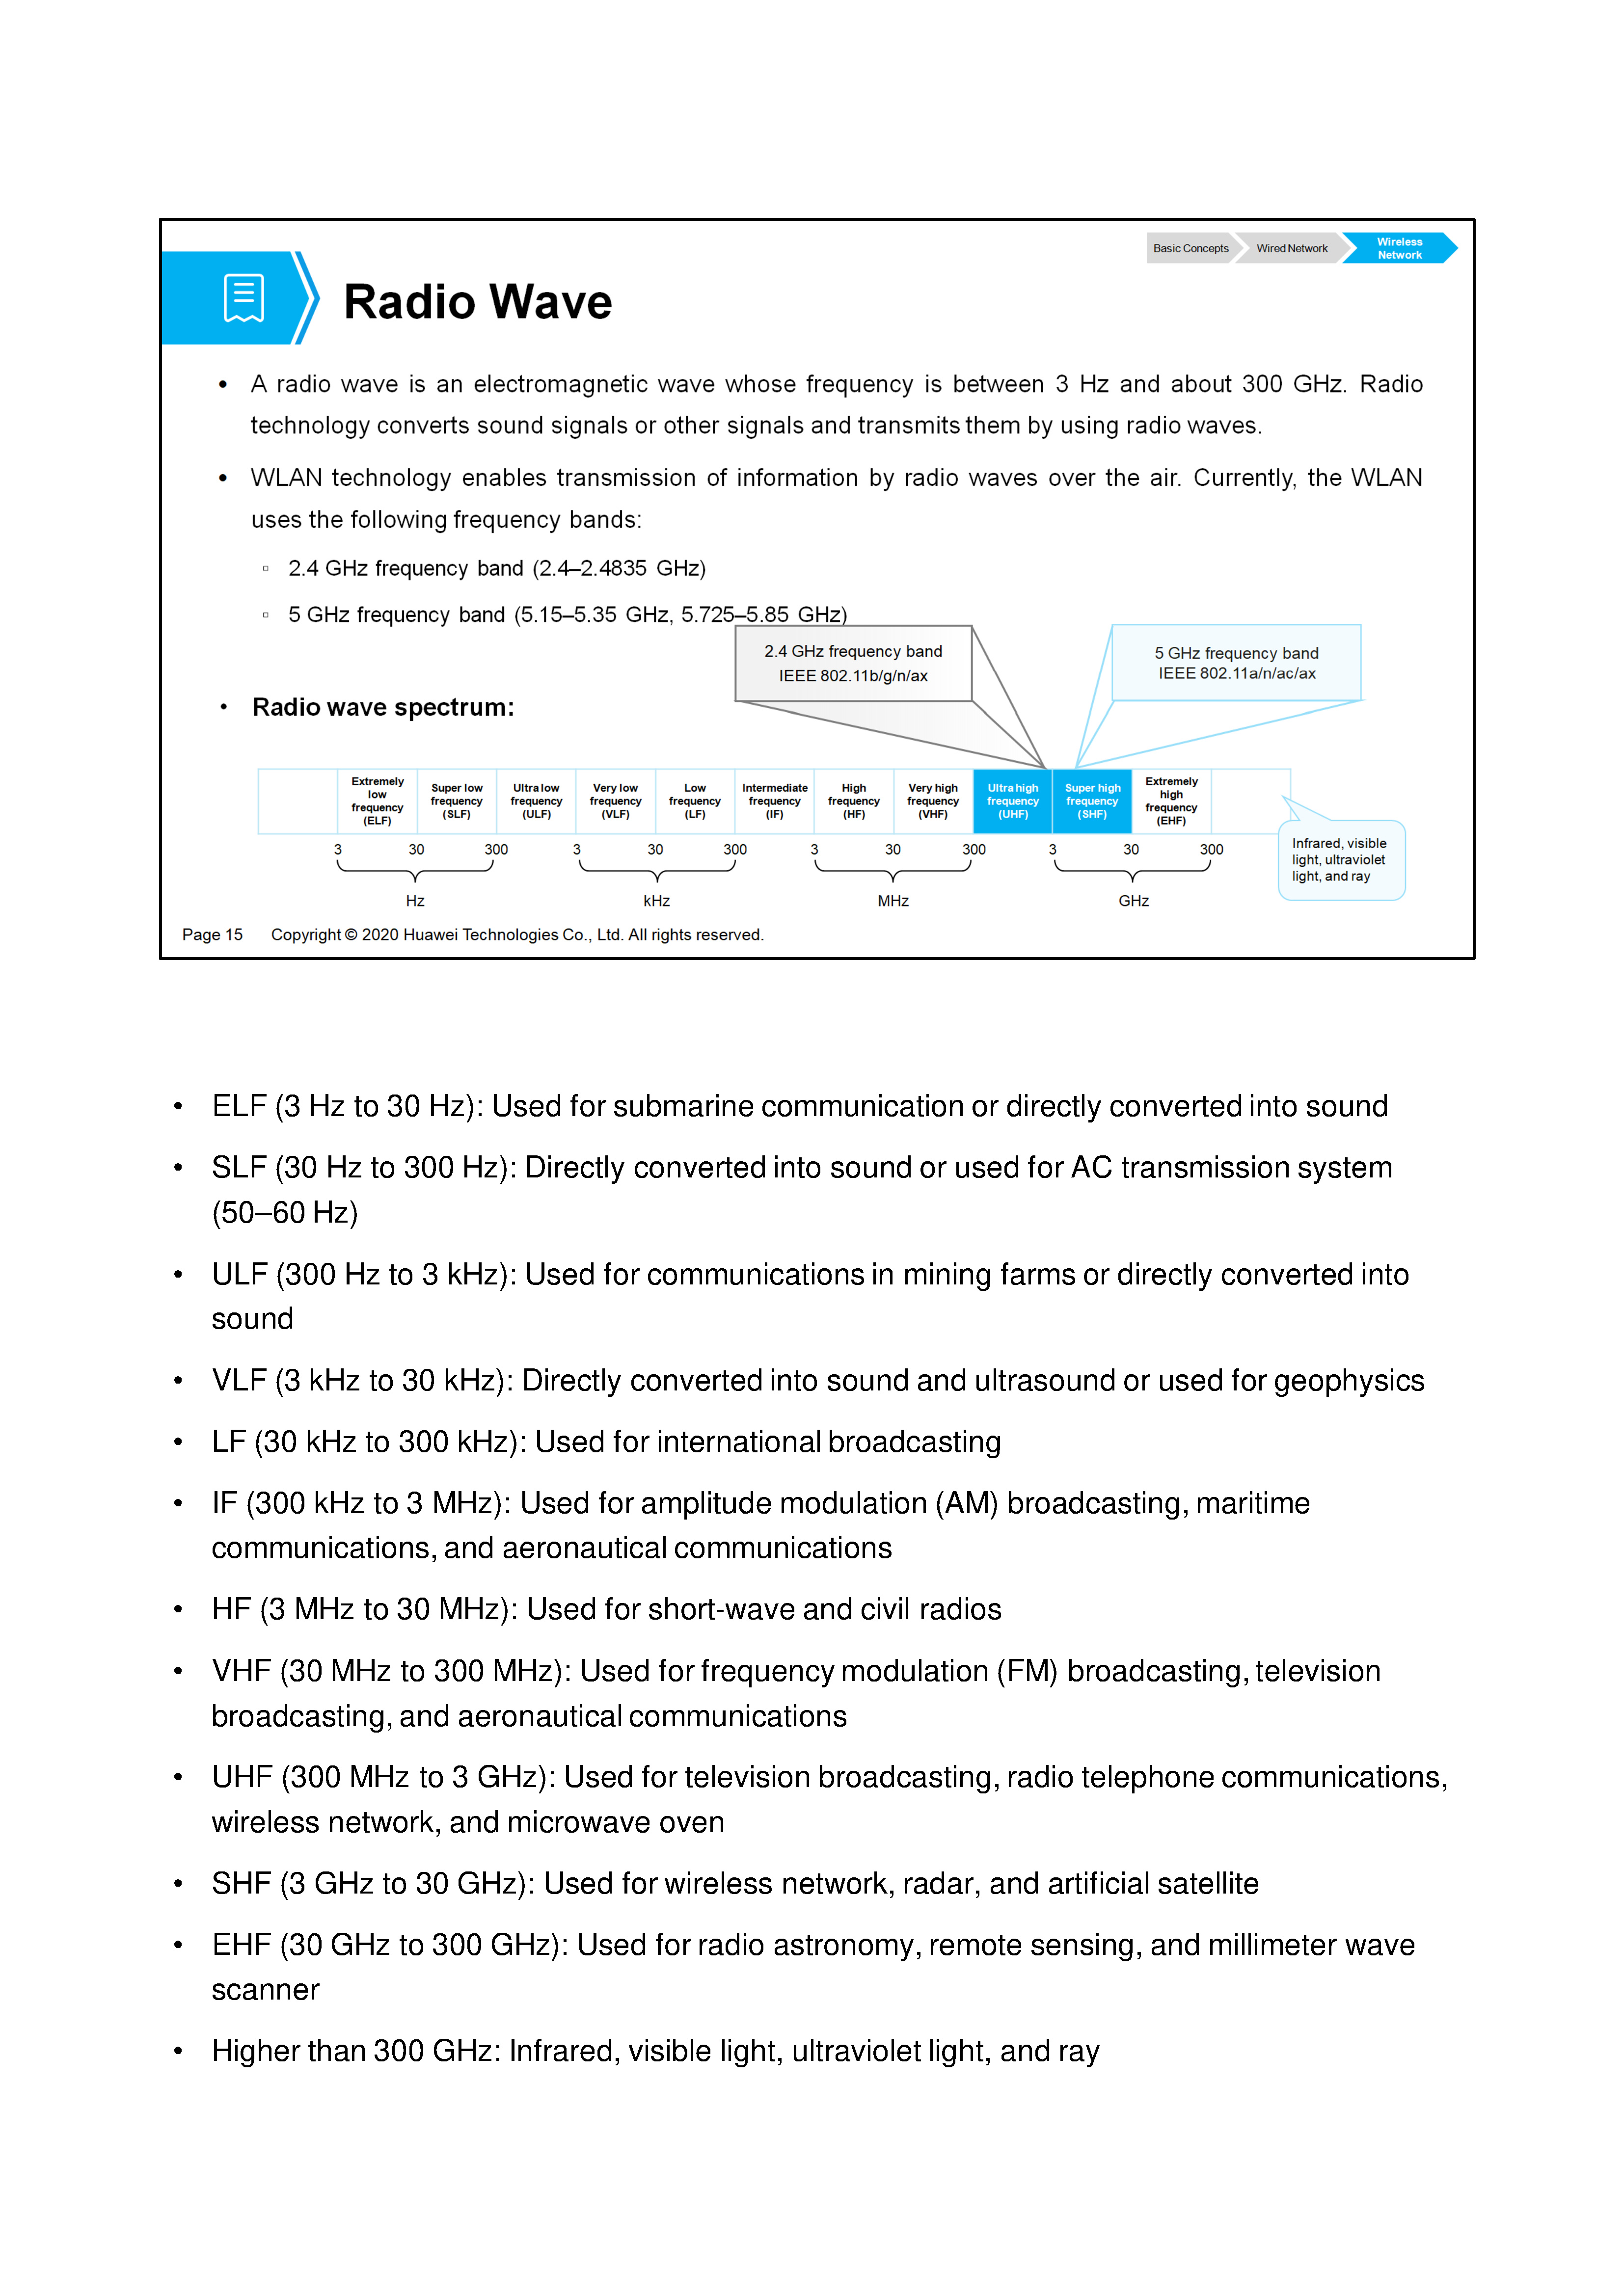 Basic Concepts
Wired Network
Wireless
Network
Radio Wave
• A radio wave is an electromagnetic wave whose frequency is between 3 Hz and about 300 GHz. Radio
technology converts sound signals or other signals and transmits them by using radio waves.
• WLAN technology enables transmission of information by radio waves over the air. Currently, the WLAN
uses the following frequency bands:
▫ 2.4 GHz frequency band (2.4–2.4835 GHz)
▫ 5 GHz frequency band (5.15–5.35 GHz, 5.725–5.85 GHz)
2.4 GHz frequency band
IEEE 802.11b/g/n/ax
5 GHz frequency band
IEEE 802.11a/n/ac/ax
• Radio wave spectrum:
Extremely
low
frequency
(ELF)
Super low
frequency
(SLF)
Ultra low
frequency
(ULF)
Very low
frequency
(VLF)
Low
frequency
(LF)
Intermediate
frequency
(IF)
High
frequency
(HF)
Very high
frequency
(VHF)
Ultra high
frequency
(UHF)
Super high
frequency
(SHF)
Extremely
high
frequency
(EHF)
3 30 300 3 30 300 3 30 300 3 30 300
Hz kHz MHz GHz
Infrared, visible
light, ultraviolet
light, and ray
Page 15 Copyright © 2020 Huawei Technologies Co., Ltd. All rights reserved.
• ELF (3 Hz to 30 Hz): Used for submarine communication or directly converted into sound
• SLF (30 Hz to 300 Hz): Directly converted into sound or used for AC transmission system
(50–60 Hz)
• ULF (300 Hz to 3 kHz): Used for communications in mining farms or directly converted into
sound
• VLF (3 kHz to 30 kHz): Directly converted into sound and ultrasound or used for geophysics
• LF (30 kHz to 300 kHz): Used for international broadcasting
• IF (300 kHz to 3 MHz): Used for amplitude modulation (AM) broadcasting, maritime
communications, and aeronautical communications
• HF (3 MHz to 30 MHz): Used for short-wave and civil radios
• VHF (30 MHz to 300 MHz): Used for frequency modulation (FM) broadcasting, television
broadcasting, and aeronautical communications
• UHF (300 MHz to 3 GHz): Used for television broadcasting, radio telephone communications,
wireless network, and microwave oven
• SHF (3 GHz to 30 GHz): Used for wireless network, radar, and artificial satellite
• EHF (30 GHz to 300 GHz): Used for radio astronomy, remote sensing, and millimeter wave
scanner
• Higher than 300 GHz: Infrared, visible light, ultraviolet light, and ray